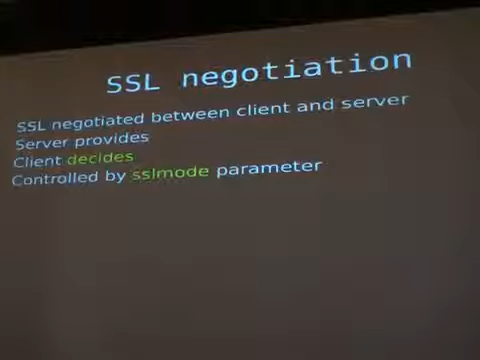 SSL negotiation
SSL negotiated between client and server
Server provides
Client decides
Controlled by sslmode parameter